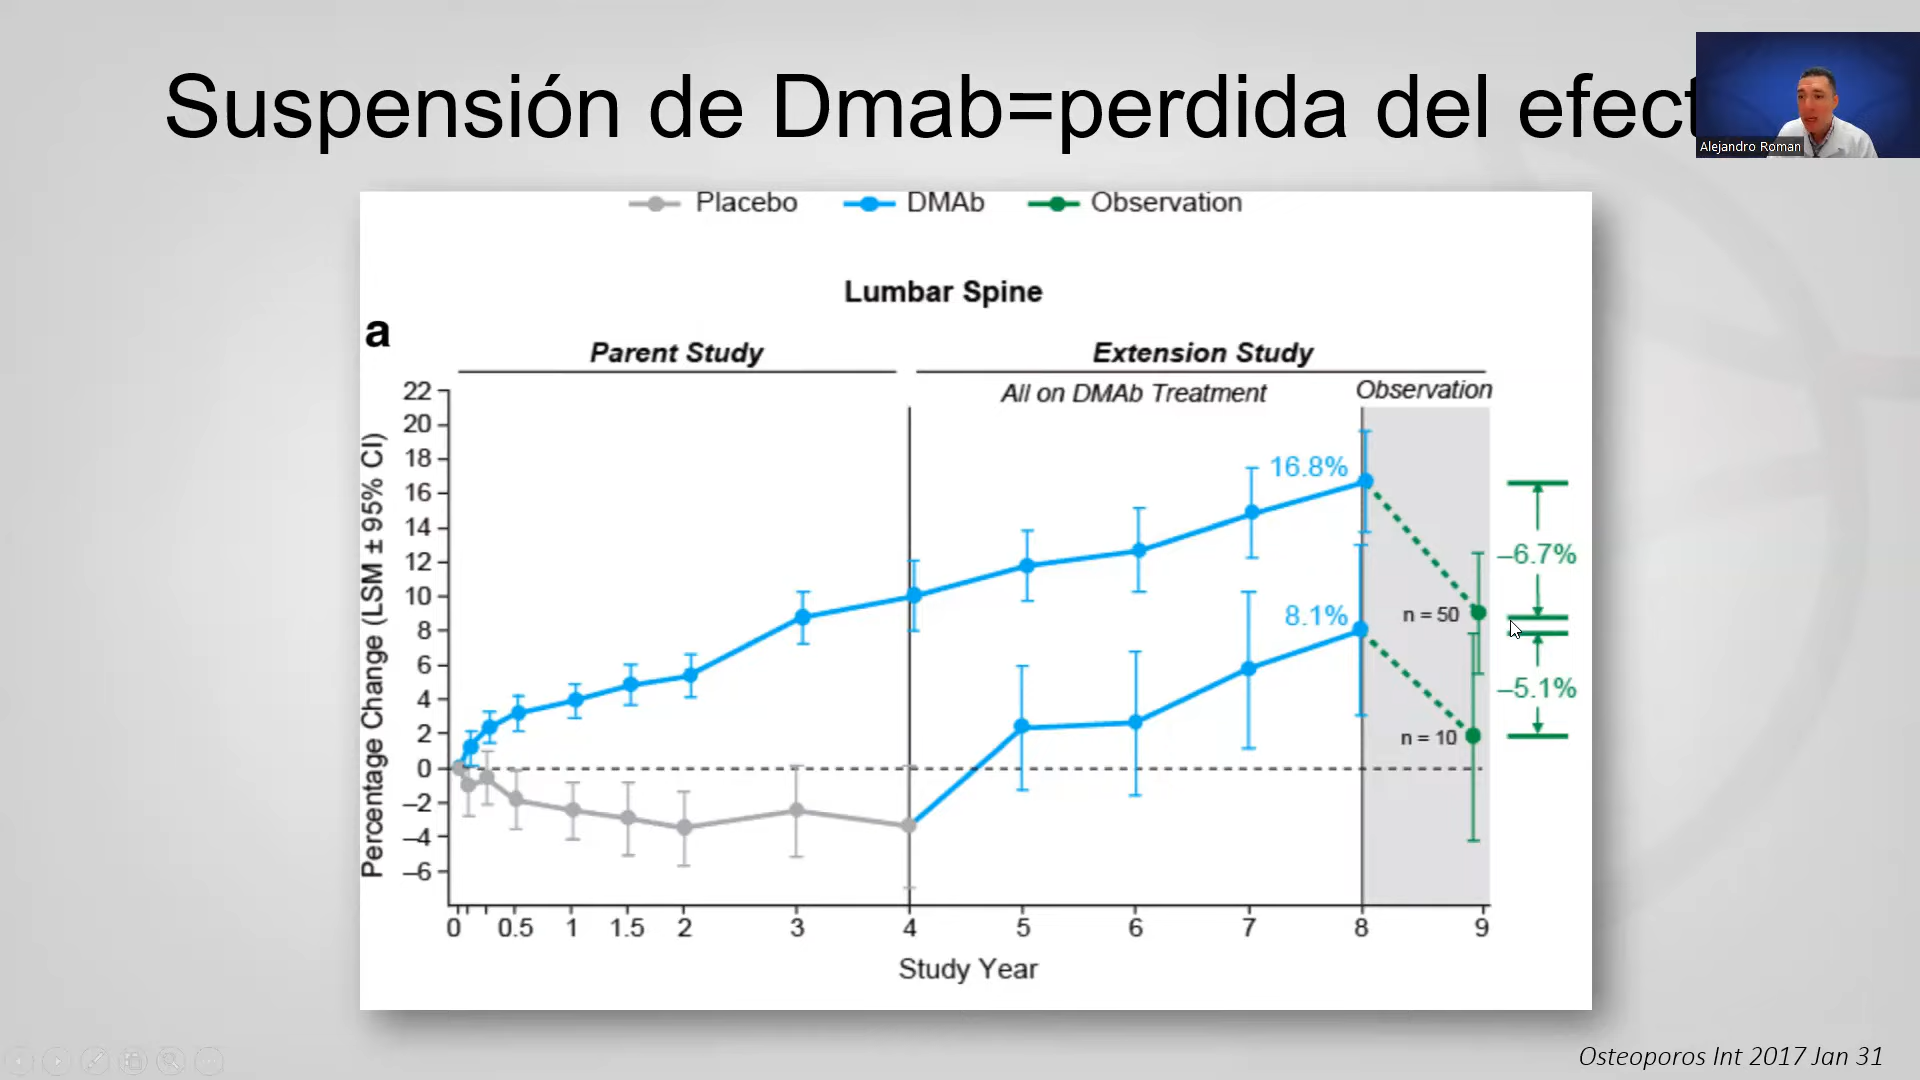 Suspensión de Dmab=perdida del efect
Alejandro Roman
Placebo DMAb Observation
Lumbar Spine
a
Parent Study Extension Study
All on DMAb Treatment Observation
Percentage Change (LSM ± 95% CI)
22
20
18
16
14
12
10
8
6
4
2
0
–2
–4
–6
16.8%
8.1%
n = 50
n = 10
–6.7%
–5.1%
0 0.5 1 1.5 2 3 4 5 6 7 8 9
Study Year
Osteoporos Int 2017 Jan 31